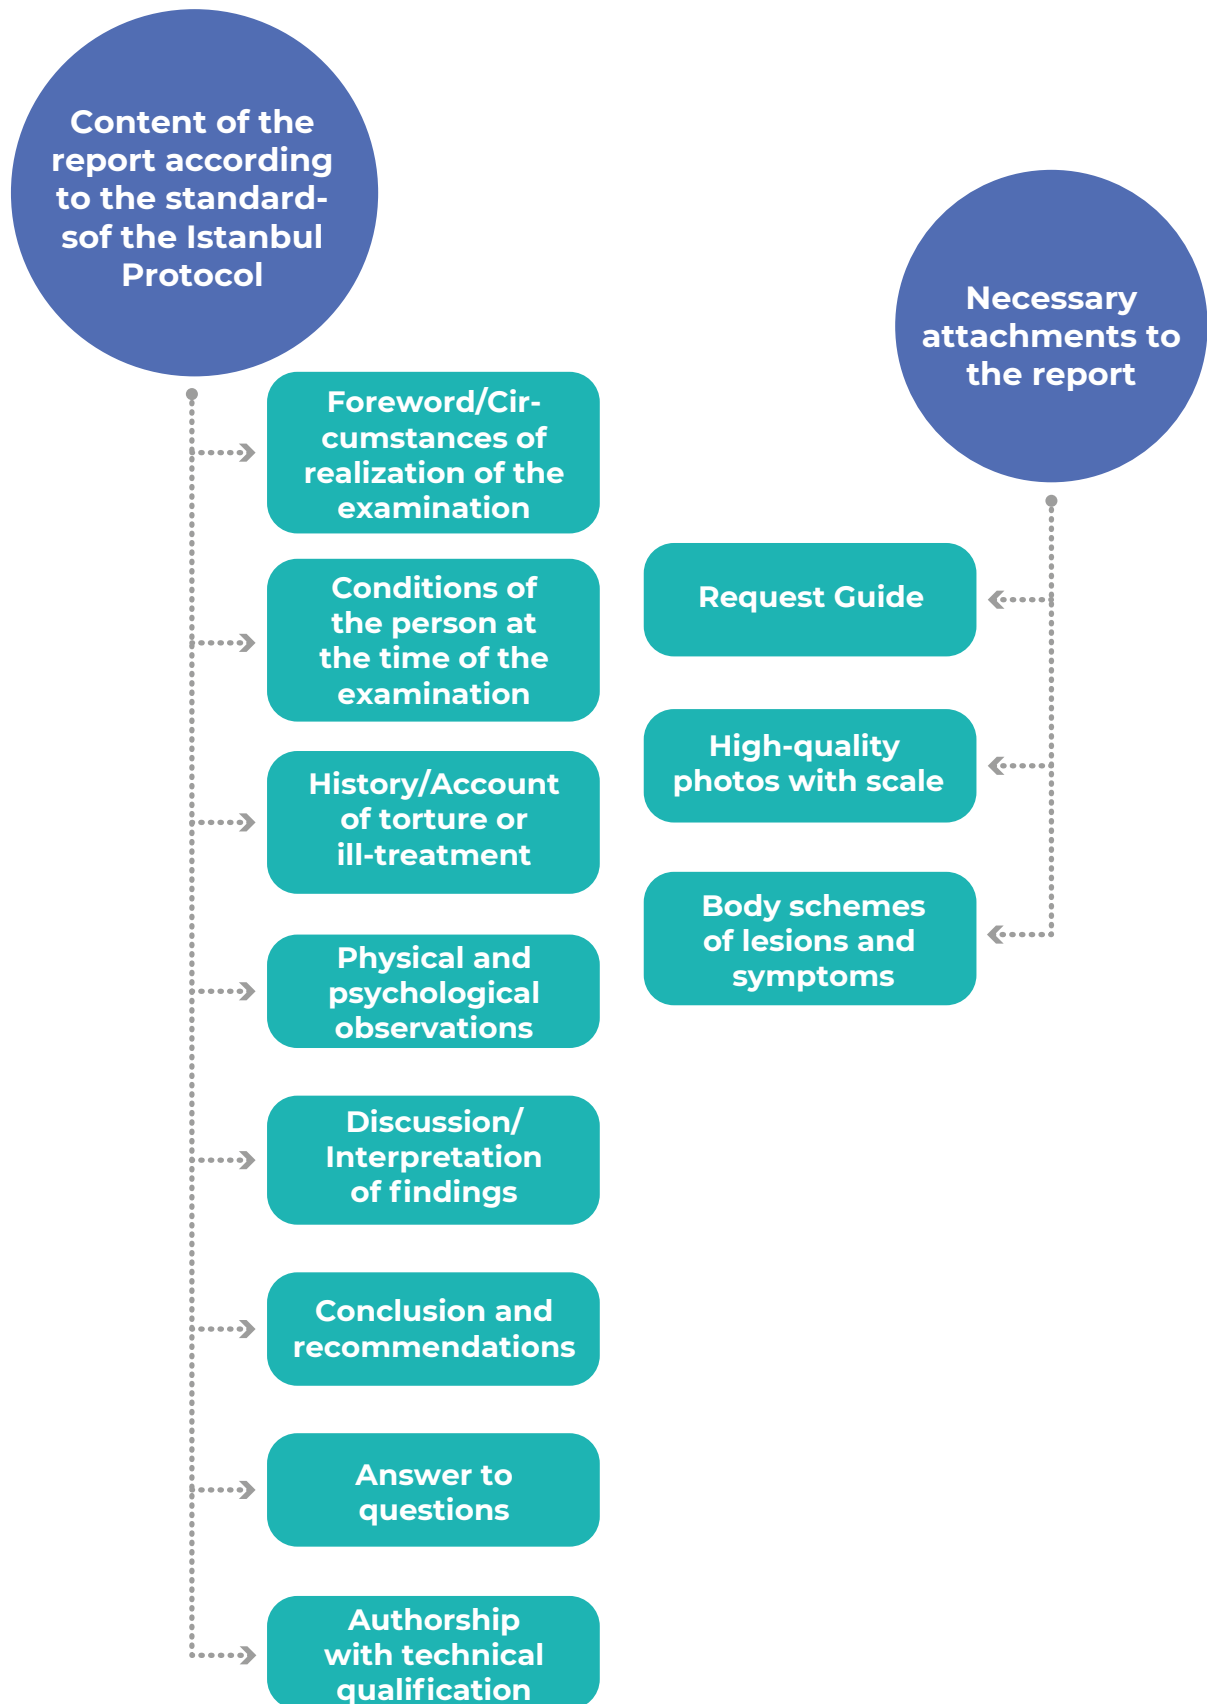 Content of the
report according
to the standard-
sof the Istanbul
Protocol
Foreword/Cir-
cumstances of
realization of the
examination
Conditions of
the person at
the time of the
examination
History/Account
of torture or
ill-treatment
Physical and
psychological
observations
Discussion/
Interpretation
of findings
Conclusion and
recommendations
Answer to
questions
Authorship
with technical
qualification
Necessary
attachments to
the report
Request Guide
High-quality
photos with scale
Body schemes
of lesions and
symptoms